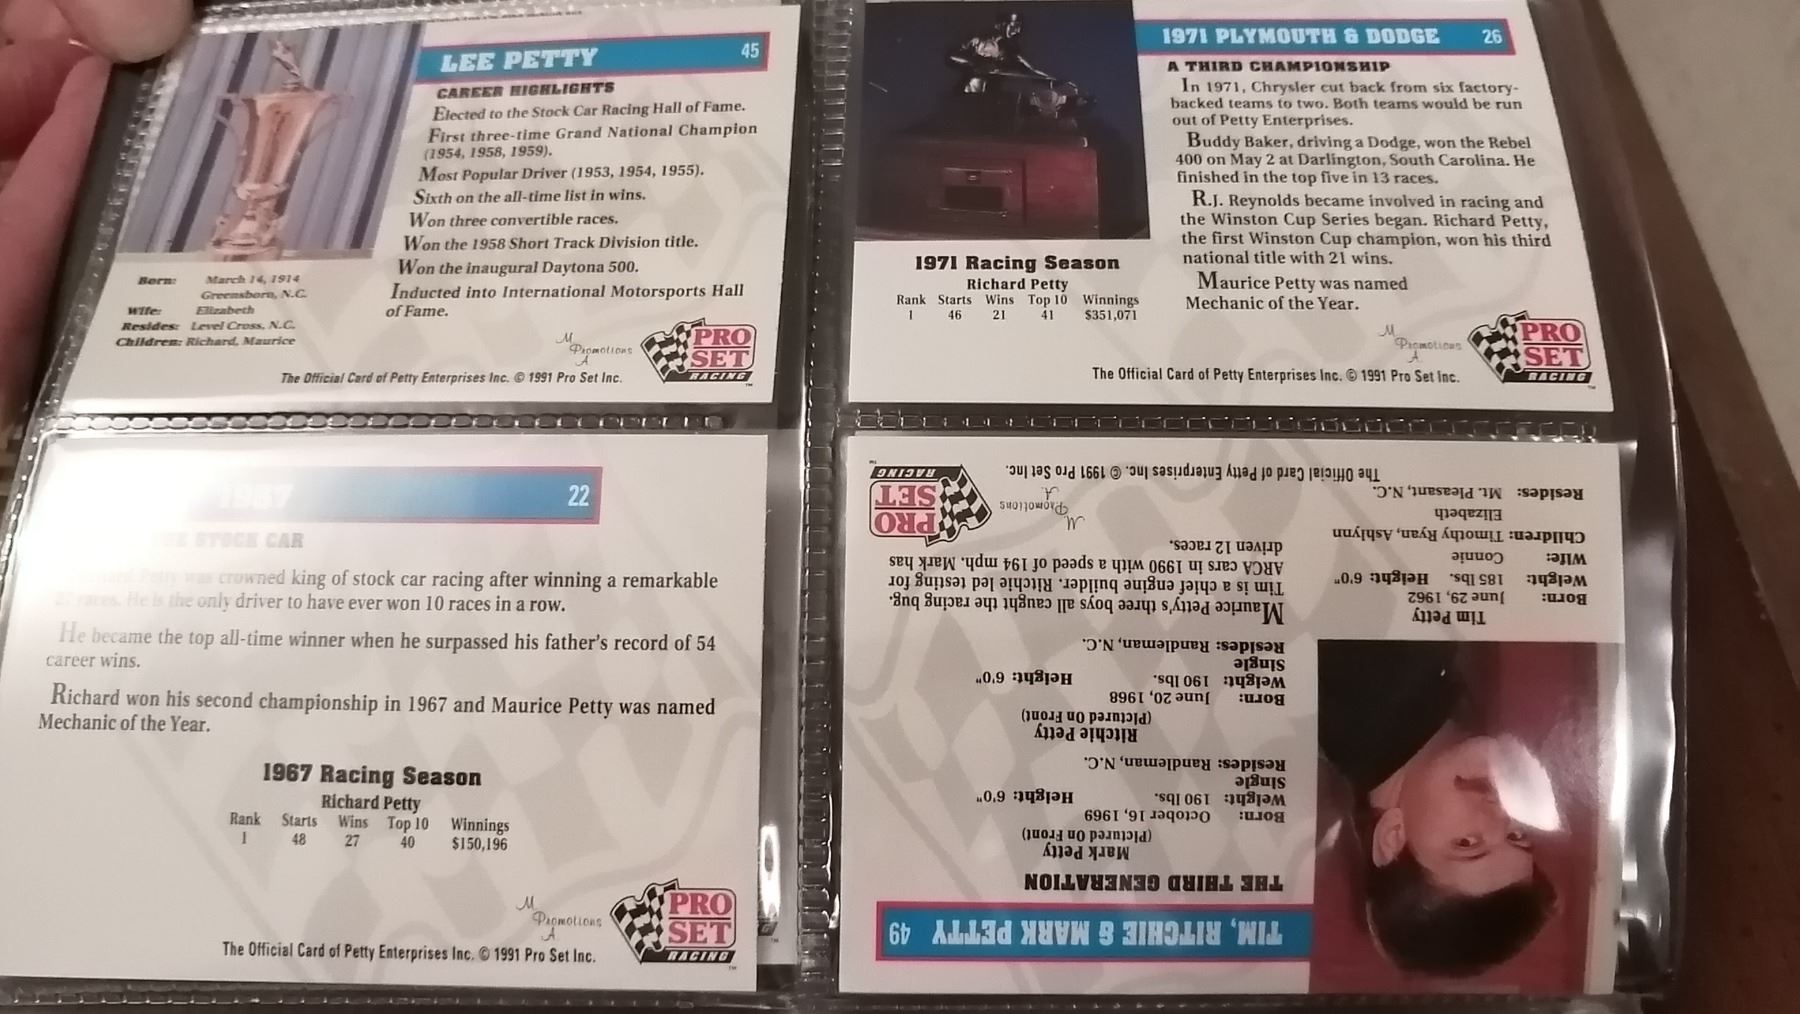 LEE PETTY 45
CAREER HIGHLIGHTS
Elected to the Stock Car Racing Hall of Fame.
First three-time Grand National Champion
(1954, 1958, 1959).
Most Popular Driver (1953, 1954, 1955).
Sixth on the all-time list in wins.
Won three convertible races.
Won the 1958 Short Track Division title.
Won the inaugural Daytona 500.
Inducted into International Motorsports Hall
of Fame.
Born: March 14, 1914
Greensboro, N.C.
Wife: Elizabeth
Resides: Level Cross, N.C.
Children: Richard, Maurice
M
Promotions
A
PRO
SET
RACING
TM
The Official Card of Petty Enterprises Inc. © 1991 Pro Set Inc.
1971 PLYMOUTH & DODGE 26
A THIRD CHAMPIONSHIP
In 1971, Chrysler cut back from six factory-
backed teams to two. Both teams would be run
out of Petty Enterprises.
Buddy Baker, driving a Dodge, won the Rebel
400 on May 2 at Darlington, South Carolina. He
finished in the top five in 13 races.
R.J. Reynolds became involved in racing and
the Winston Cup Series began. Richard Petty,
the first Winston Cup champion, won his third
national title with 21 wins.
Maurice Petty was named
Mechanic of the Year.
1971 Racing Season
Richard Petty
Rank Starts Wins Top 10 Winnings
1 46 21 41 $351,071
M
Promotions
A.
PRO
SET
RACING
TM
The Official Card of Petty Enterprises Inc. © 1991 Pro Set Inc.
1967 22
THE STOCK CAR
Richard Petty was crowned king of stock car racing after winning a remarkable
27 races. He is the only driver to have ever won 10 races in a row.
He became the top all-time winner when he surpassed his father's record of 54
career wins.
Richard won his second championship in 1967 and Maurice Petty was named
Mechanic of the Year.
1967 Racing Season
Richard Petty
Rank Starts Wins Top 10 Winnings
1 48 27 40 $150,196
M
Promotions
A
PRO
SET
RACING
TM
The Official Card of Petty Enterprises Inc. © 1991 Pro Set Inc.
TIM, RITCHIE & MARK PETTY 49
THE THIRD GENERATION
Mark Petty
(Pictured On Front)
Born: October 16, 1969
Weight: 190 lbs. Height: 6'0"
Single
Resides: Randleman, N.C.
Ritchie Petty
(Pictured On Front)
Born: June 20, 1968
Weight: 190 lbs. Height: 6'0"
Single
Resides: Randleman, N.C.
Maurice Petty's three boys all caught the racing bug.
Tim is a chief engine builder. Ritchie led testing for
ARCA cars in 1990 with a speed of 194 mph. Mark has
driven 12 races.
Tim Petty
Born: June 29, 1962
Weight: 185 lbs. Height: 6'0"
Wife: Connie
Children: Timothy Ryan, Ashlynn
Elizabeth
Resides: Mt. Pleasant, N.C.
M
Promotions
A.
PRO
SET
RACING
TM
The Official Card of Petty Enterprises Inc. © 1991 Pro Set Inc.